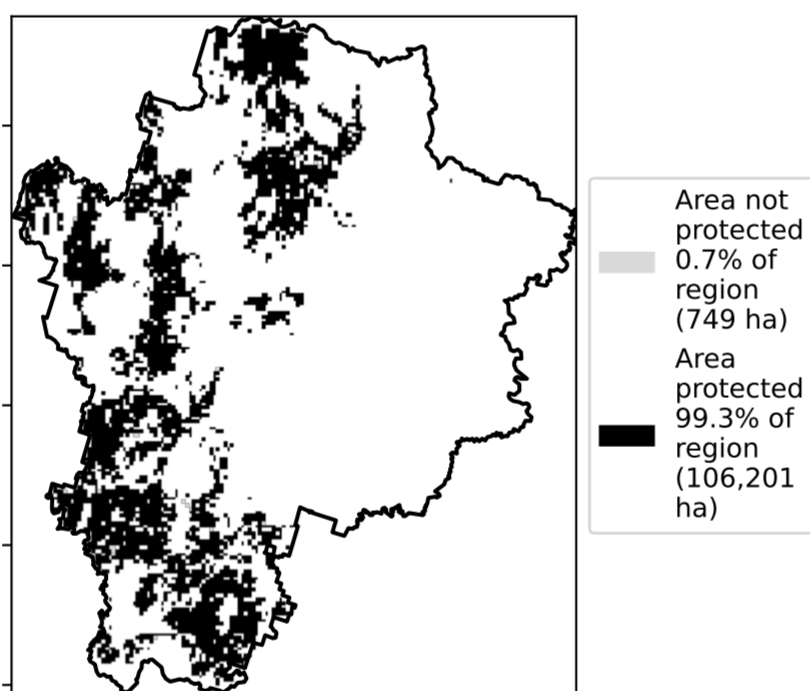 Area not
protected
0.7% of
region
(749 ha)
Area
protected
99.3% of
region
(106,201
ha)